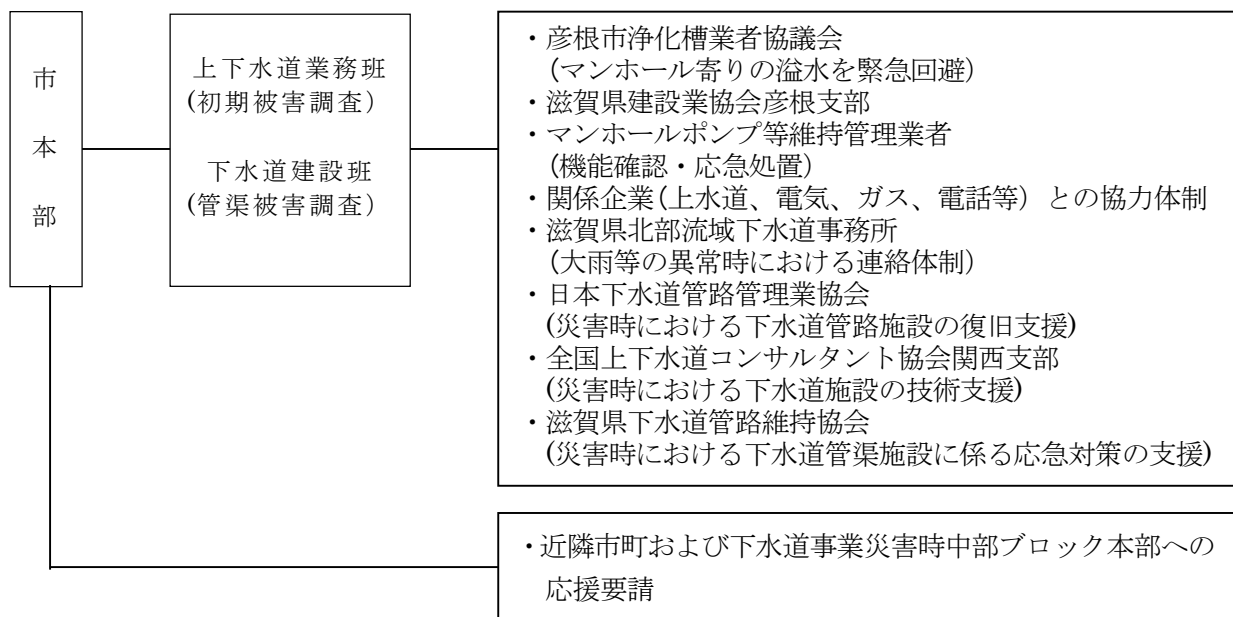 市本部
上下水道業務班
(初期被害調査)
下水道建設班
(管渠被害調査)
・彦根市浄化槽業者協議会
(マンホール寄りの溢水を緊急回避)
・滋賀県建設業協会彦根支部
・マンホールポンプ等維持管理業者
(機能確認・応急処置)
・関係企業(上水道、電気、ガス、電話等)との協力体制
・滋賀県北部流域下水道事務所
(大雨等の異常時における連絡体制)
・日本下水道管路管理業協会
(災害時における下水道管路施設の復旧支援)
・全国上下水道コンサルタント協会関西支部
(災害時における下水道施設の技術支援)
・滋賀県下水道管路維持協会
(災害時における下水道管渠施設に係る応急対策の支援)
・近隣市町および下水道事業災害時中部ブロック本部への
応援要請